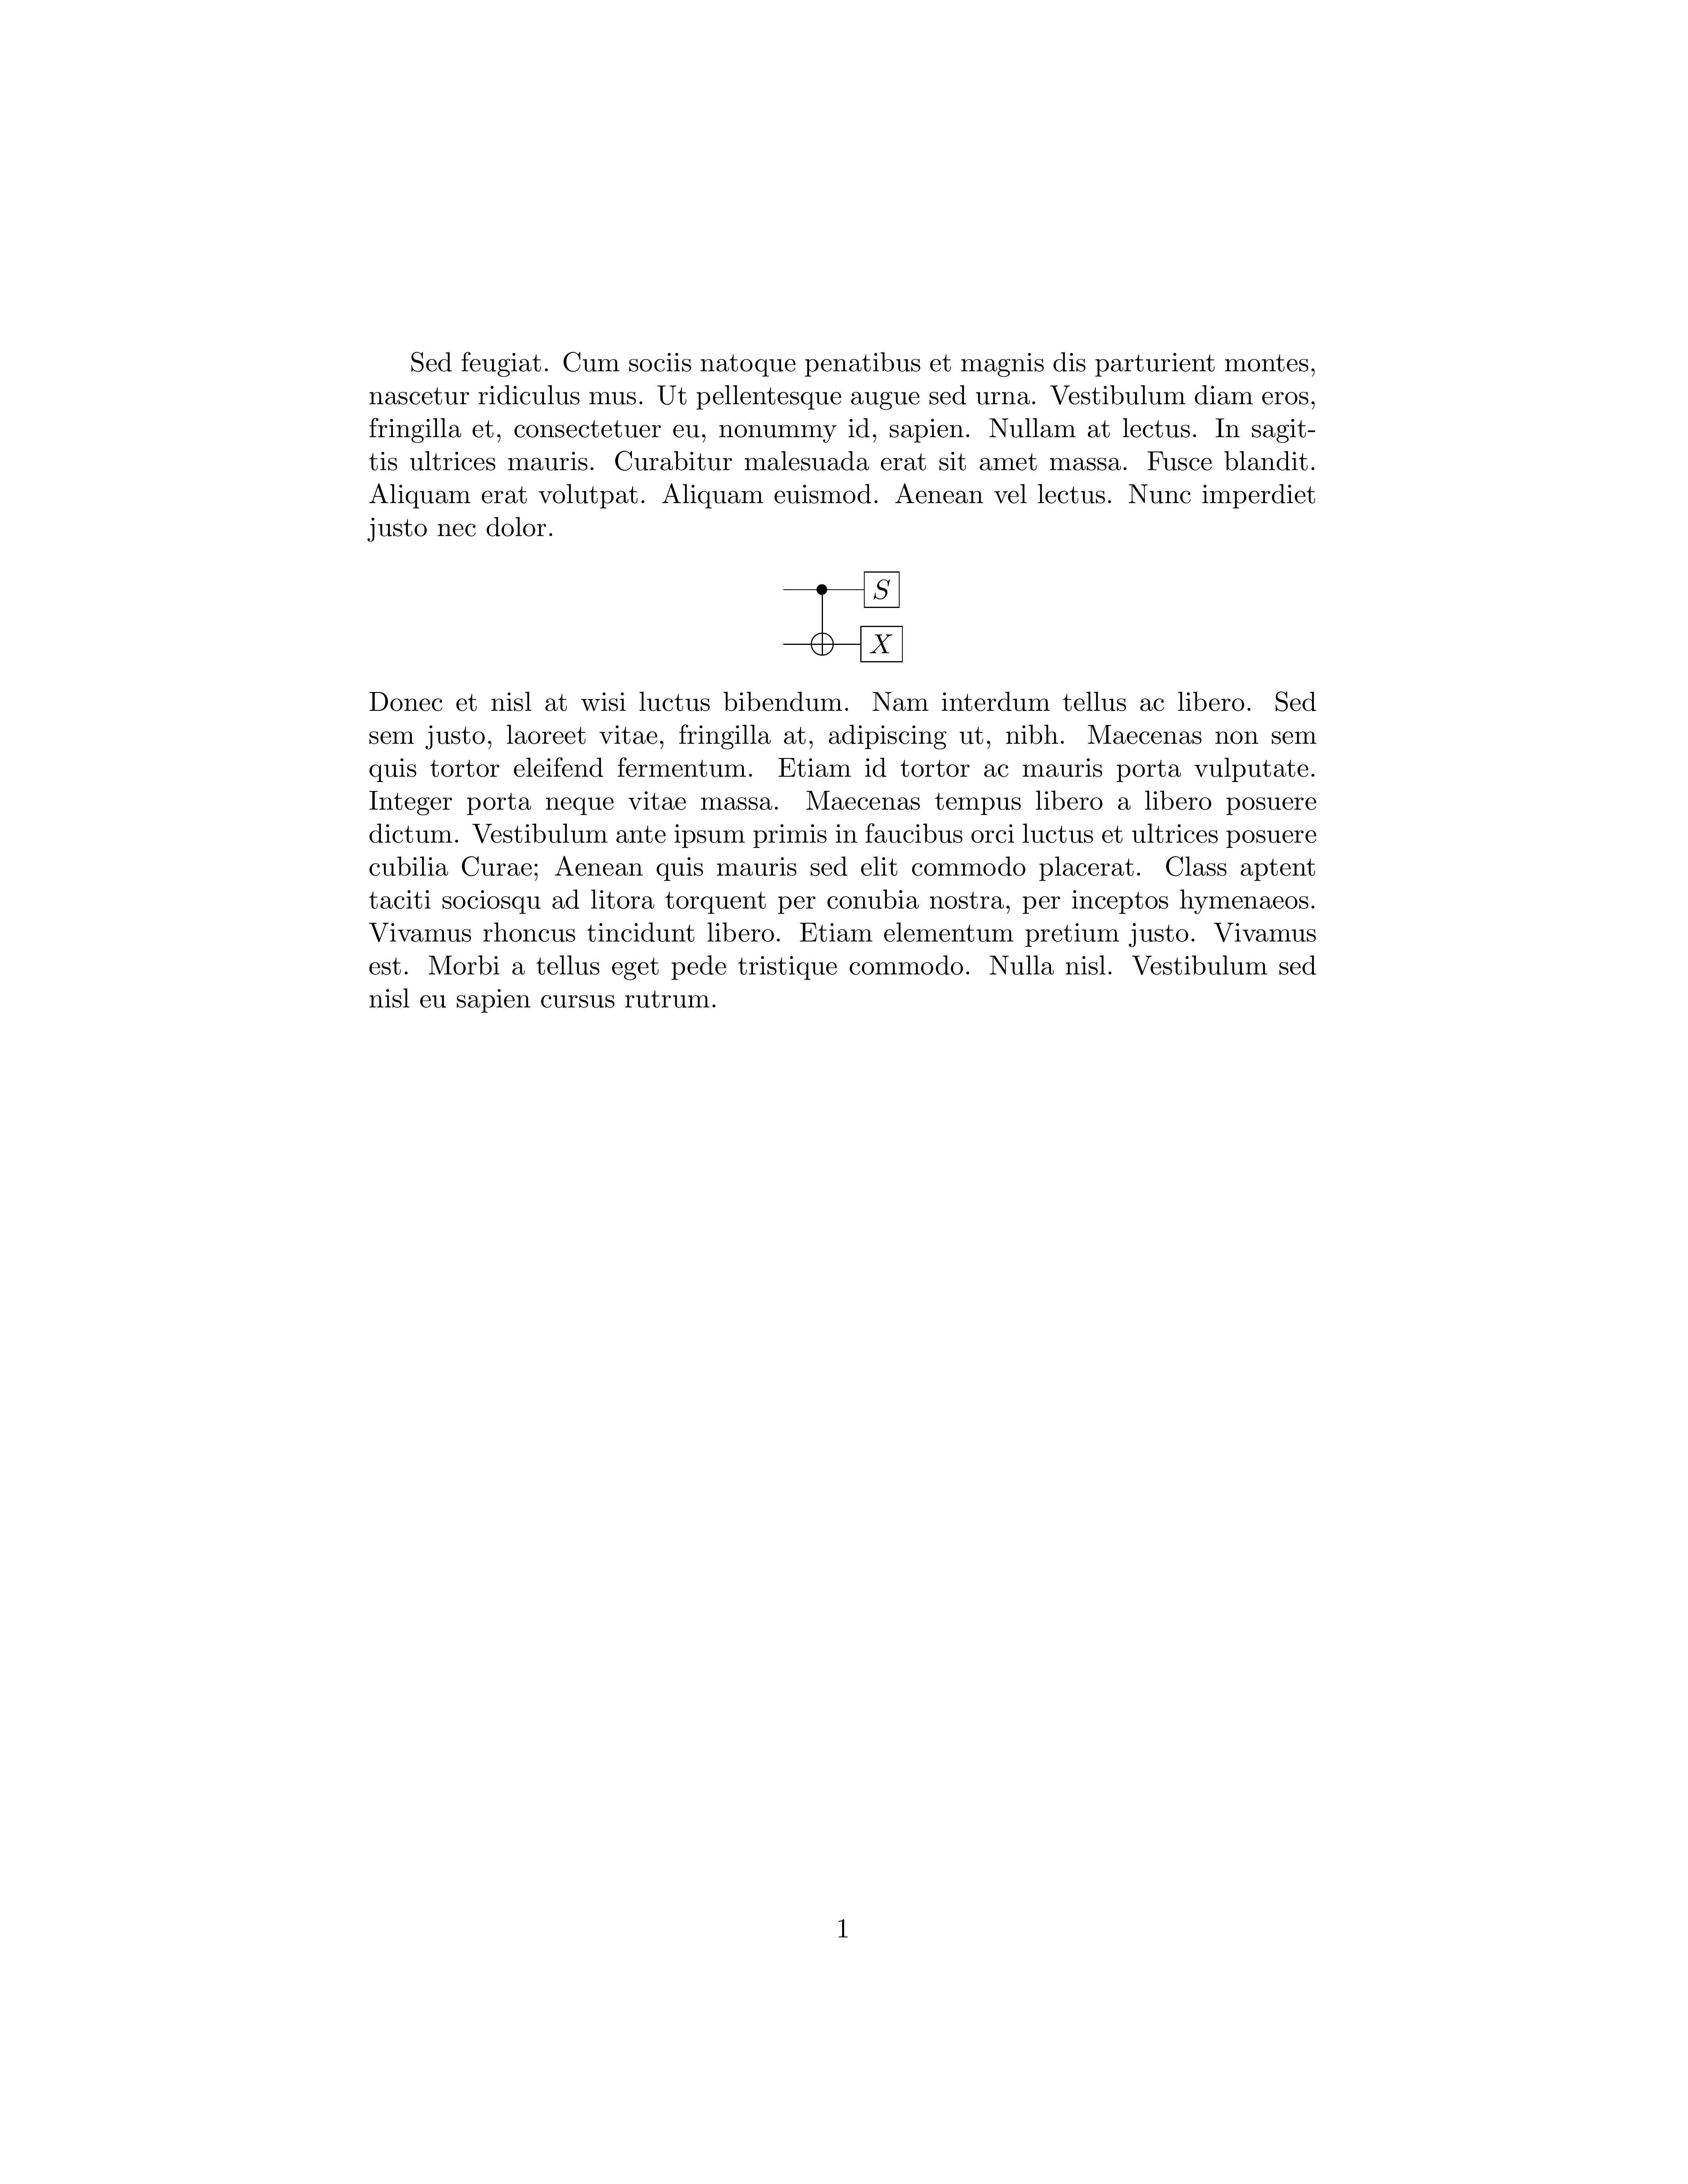 Sed feugiat. Cum sociis natoque penatibus et magnis dis parturient montes,
nascetur ridiculus mus. Ut pellentesque augue sed urna. Vestibulum diam eros,
fringilla et, consectetuer eu, nonummy id, sapien. Nullam at lectus. In sagit-
tis ultrices mauris. Curabitur malesuada erat sit amet massa. Fusce blandit.
Aliquam erat volutpat. Aliquam euismod. Aenean vel lectus. Nunc imperdiet
justo nec dolor.
S
X
Donec et nisl at wisi luctus bibendum. Nam interdum tellus ac libero. Sed
sem justo, laoreet vitae, fringilla at, adipiscing ut, nibh. Maecenas non sem
quis tortor eleifend fermentum. Etiam id tortor ac mauris porta vulputate.
Integer porta neque vitae massa. Maecenas tempus libero a libero posuere
dictum. Vestibulum ante ipsum primis in faucibus orci luctus et ultrices posuere
cubilia Curae; Aenean quis mauris sed elit commodo placerat. Class aptent
taciti sociosqu ad litora torquent per conubia nostra, per inceptos hymenaeos.
Vivamus rhoncus tincidunt libero. Etiam elementum pretium justo. Vivamus
est. Morbi a tellus eget pede tristique commodo. Nulla nisl. Vestibulum sed
nisl eu sapien cursus rutrum.
1